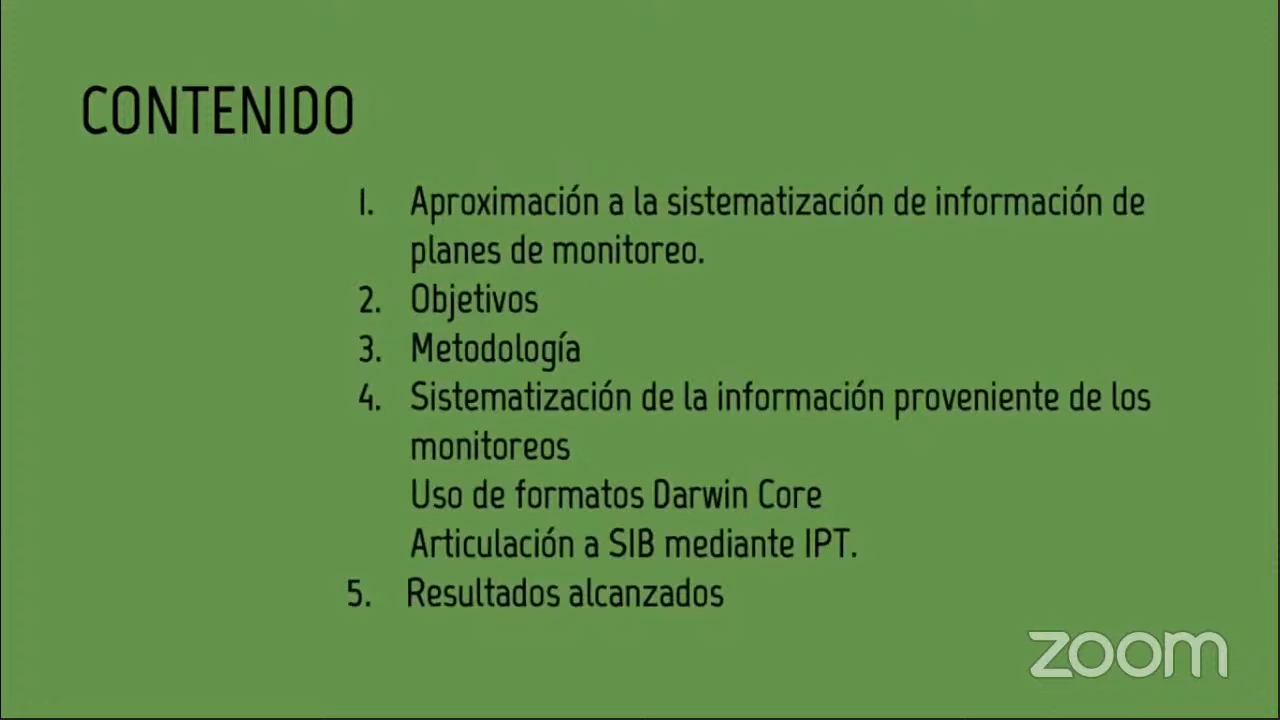 CONTENIDO
1. Aproximación a la sistematización de información de
planes de monitoreo.
2. Objetivos
3. Metodología
4. Sistematización de la información proveniente de los
monitoreos
Uso de formatos Darwin Core
Articulación a SIB mediante IPT.
5. Resultados alcanzados
zoom